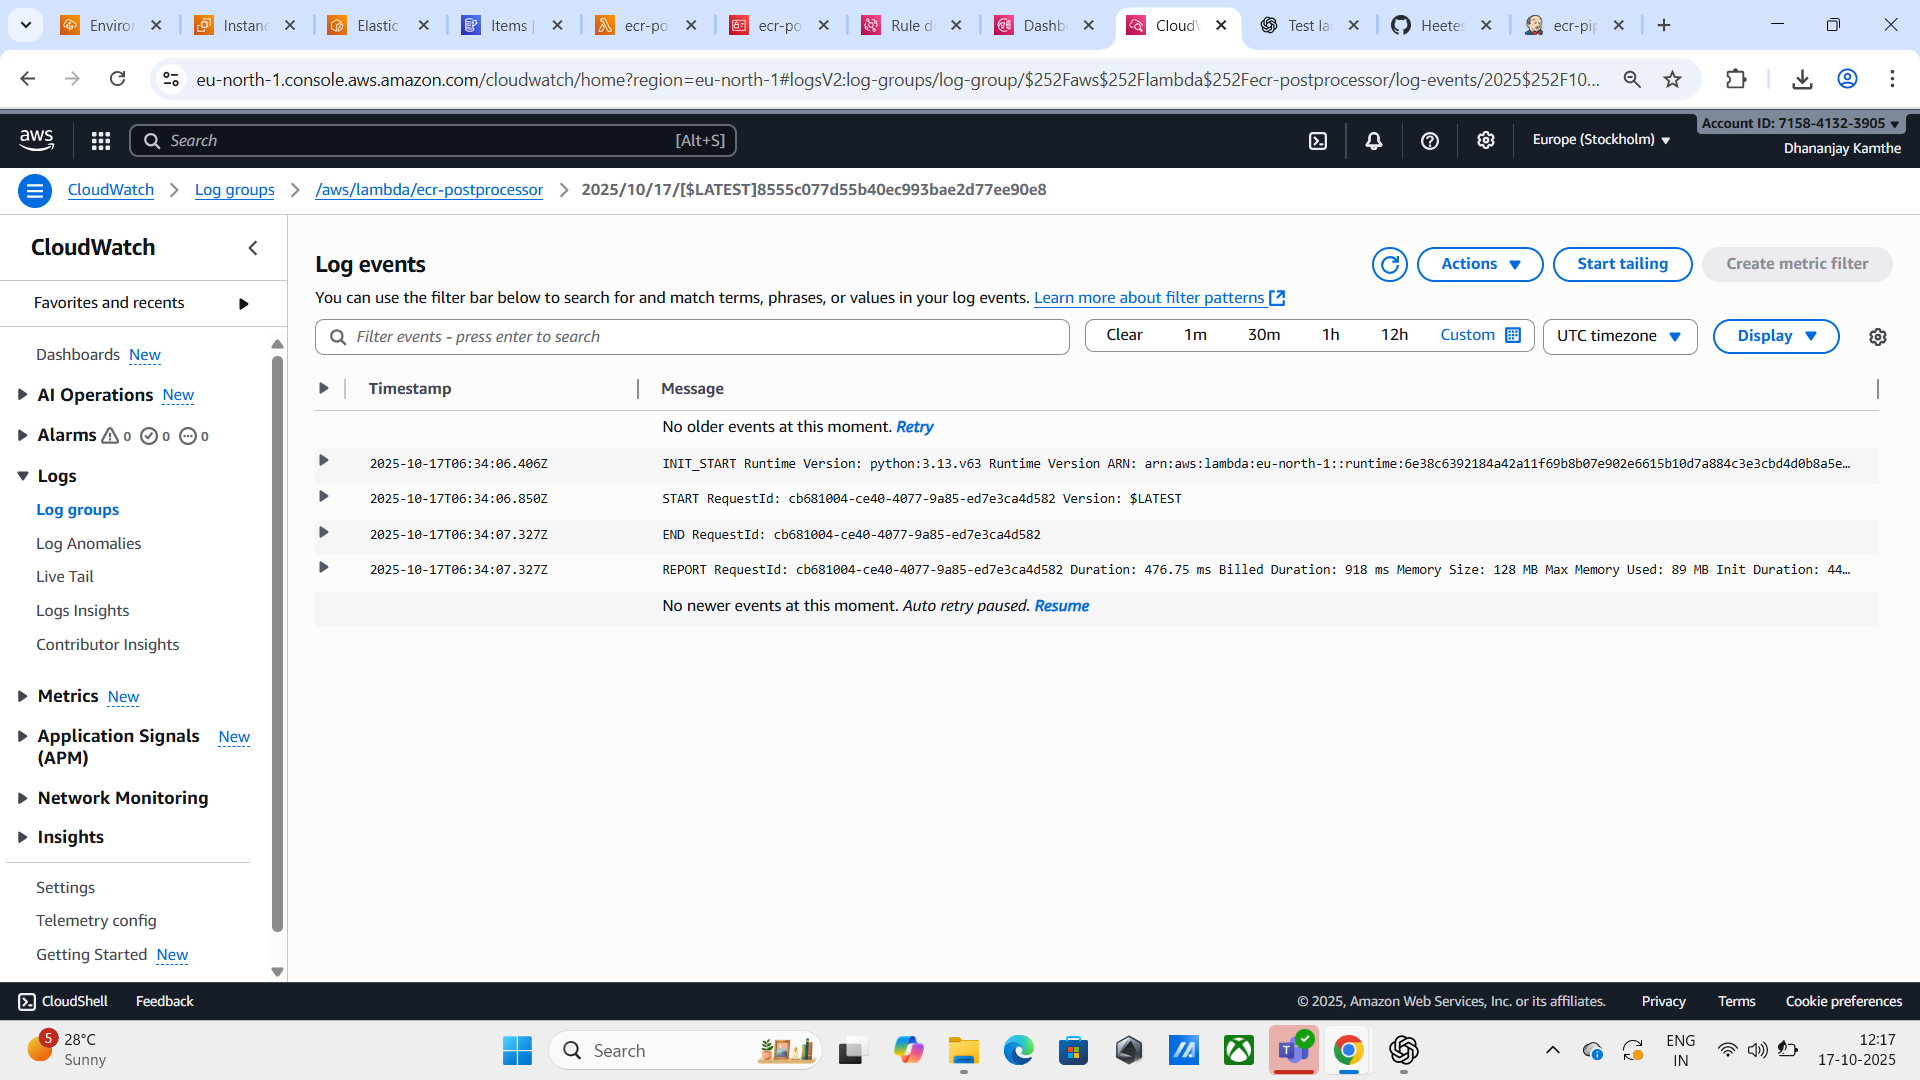 Environ
Instanc
Elastic
Items |
ecr-po
ecr-po
Rule de
Dashbo
CloudW
Test la
Heetes
ecr-pip
eu-north-1.console.aws.amazon.com/cloudwatch/home?region=eu-north-1#logsV2:log-groups/log-group/$252Faws$252Flambda$252Fecr-postprocessor/log-events/2025$252F10...
aws
Search
[Alt+S]
Europe (Stockholm)
Account ID: 7158-4132-3905
Dhananjay Kamthe
CloudWatch
Log groups
/aws/lambda/ecr-postprocessor
2025/10/17/[$LATEST]8555c077d55b40ec993bae2d77ee90e8
CloudWatch
Favorites and recents
Dashboards New
AI Operations New
Alarms 0 0 0
Logs
Log groups
Log Anomalies
Live Tail
Logs Insights
Contributor Insights
Metrics New
Application Signals (APM) New
Network Monitoring
Insights
Settings
Telemetry config
Getting Started New
Log events
Actions
Start tailing
Create metric filter
You can use the filter bar below to search for and match terms, phrases, or values in your log events. Learn more about filter patterns
Filter events - press enter to search
Clear 1m 30m 1h 12h Custom
UTC timezone
Display
Timestamp Message
No older events at this moment. Retry
2025-10-17T06:34:06.406Z INIT_START Runtime Version: python:3.13.v63 Runtime Version ARN: arn:aws:lambda:eu-north-1::runtime:6e38c6392184a42a11f69b8b07e902e6615b10d7a884c3e3cbd4d0b8a5e…
2025-10-17T06:34:06.850Z START RequestId: cb681004-ce40-4077-9a85-ed7e3ca4d582 Version: $LATEST
2025-10-17T06:34:07.327Z END RequestId: cb681004-ce40-4077-9a85-ed7e3ca4d582
2025-10-17T06:34:07.327Z REPORT RequestId: cb681004-ce40-4077-9a85-ed7e3ca4d582 Duration: 476.75 ms Billed Duration: 918 ms Memory Size: 128 MB Max Memory Used: 89 MB Init Duration: 44…
No newer events at this moment. Auto retry paused. Resume
CloudShell
Feedback
© 2025, Amazon Web Services, Inc. or its affiliates.
Privacy
Terms
Cookie preferences
5
28°C
Sunny
Search
ENG
IN
12:17
17-10-2025